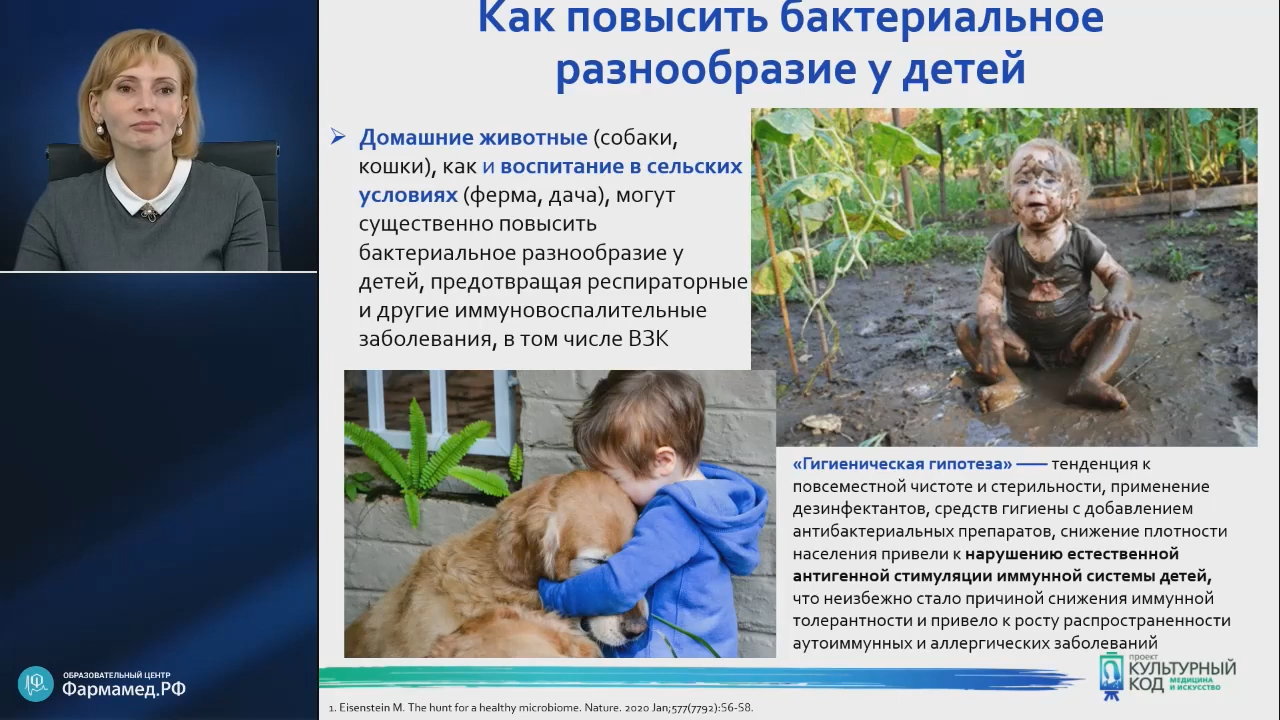 Как повысить бактериальное
разнообразие у детей
Домашние животные (собаки,
кошки), как и воспитание в сельских
условиях (ферма, дача), могут
существенно повысить
бактериальное разнообразие у
детей, предотвращая респираторные
и другие иммуновоспалительные
заболевания, в том числе ВЗК
«Гигиеническая гипотеза» —– тенденция к
повсеместной чистоте и стерильности, применение
дезинфектантов, средств гигиены с добавлением
антибактериальных препаратов, снижение плотности
населения привели к нарушению естественной
антигенной стимуляции иммунной системы детей,
что неизбежно стало причиной снижения иммунной
толерантности и привело к росту распространенности
аутоиммунных и аллергических заболеваний
ОБРАЗОВАТЕЛЬНЫЙ ЦЕНТР
Фармамед.РФ
проект
КУЛЬТУРНЫЙ
КОД МЕДИЦИНА
И ИСКУССТВО
1. Eisenstein M. The hunt for a healthy microbiome. Nature. 2020 Jan;577(7792):S6-S8.